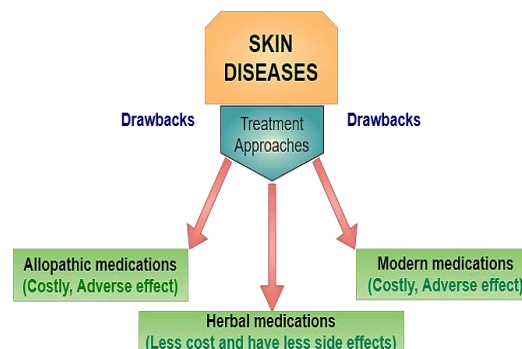 SKIN
DISEASES
Drawbacks
Treatment
Approaches
Drawbacks
Allopathic medications
(Costly, Adverse effect)
Modern medications
(Costly, Adverse effect)
Herbal medications
(Less cost and have less side effects)